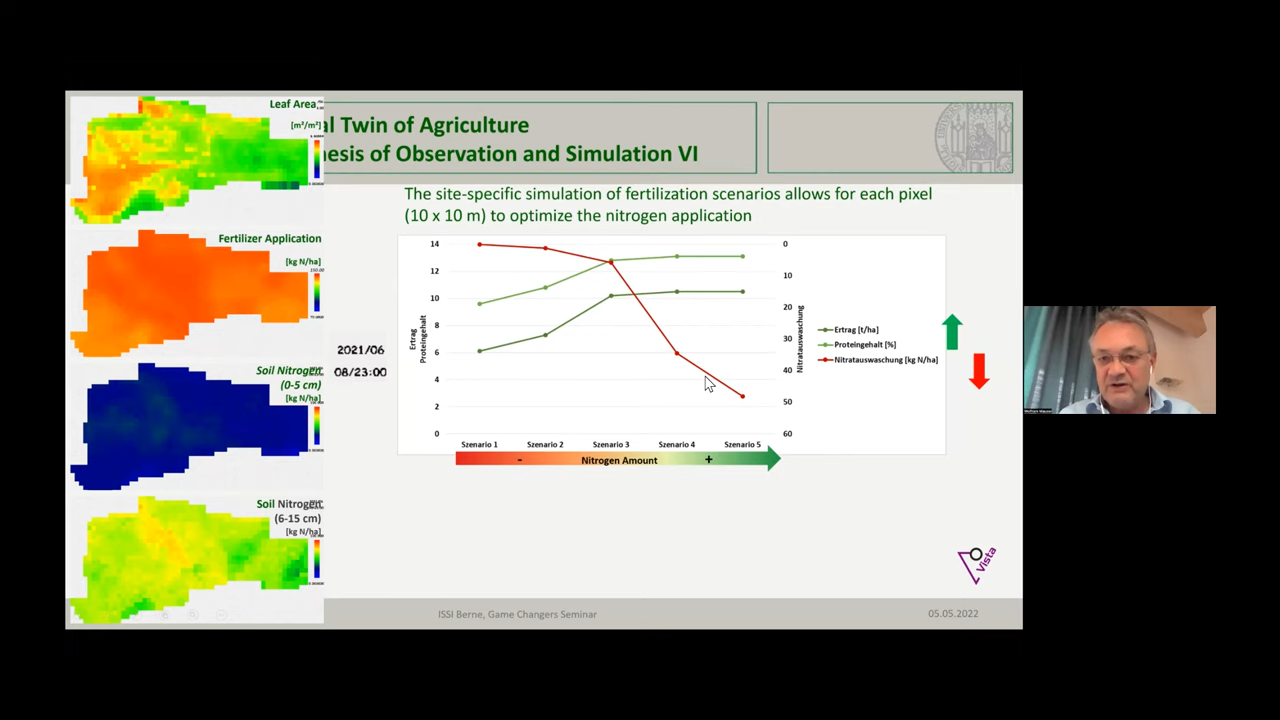 al Twin of Agriculture
hesis of Observation and Simulation VI
The site-specific simulation of fertilization scenarios allows for each pixel
(10 x 10 m) to optimize the nitrogen application
Leaf Area
[m²/m²]
Fertilizer Application
[kg N/ha]
Soil Nitrogen
(0-5 cm)
[kg N/ha]
Soil Nitrogen
(6-15 cm)
[kg N/ha]
2021/06
08/23:00
14
12
10
8
6
4
2
0
Ertrag
Proteingehalt
0
10
20
30
40
50
60
Nitratauswaschung
Szenario 1
Szenario 2
Szenario 3
Szenario 4
Szenario 5
Ertrag [t/ha]
Proteingehalt [%]
Nitratauswaschung [kg N/ha]
- Nitrogen Amount +
Vista
ISSI Berne, Game Changers Seminar
05.05.2022